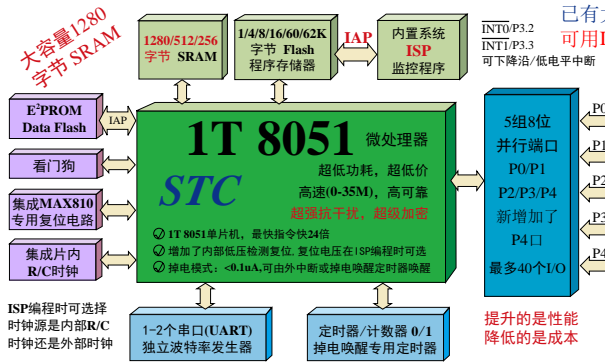 大容量1280
字节 SRAM
1280/512/256
字节 SRAM
1/4/8/16/60/62K
字节 Flash
程序存储器
IAP
内置系统
ISP
监控程序
INT0/P3.2
INT1/P3.3
可下降沿/低电平中断
已有
可用
E²PROM
Data Flash
IAP
看门狗
集成MAX810
专用复位电路
集成片内
R/C时钟
1T 8051 微处理器
STC
超低功耗，超低价
高速(0-35M)，高可靠
超强抗干扰，超级加密
1T 8051单片机，最快指令快24倍
增加了内部低压检测复位, 复位电压在ISP编程时可选
掉电模式：<0.1uA,可由外中断或掉电唤醒定时器唤醒
5组8位
并行端口
P0/P1
P2/P3/P4
新增加了
P4口
最多40个I/O
P0
P1
P2
P3
P4
ISP编程时可选择
时钟源是内部R/C
时钟还是外部时钟
1-2个串口(UART)
独立波特率发生器
定时器/计数器 0/1
掉电唤醒专用定时器
提升的是性能
降低的是成本